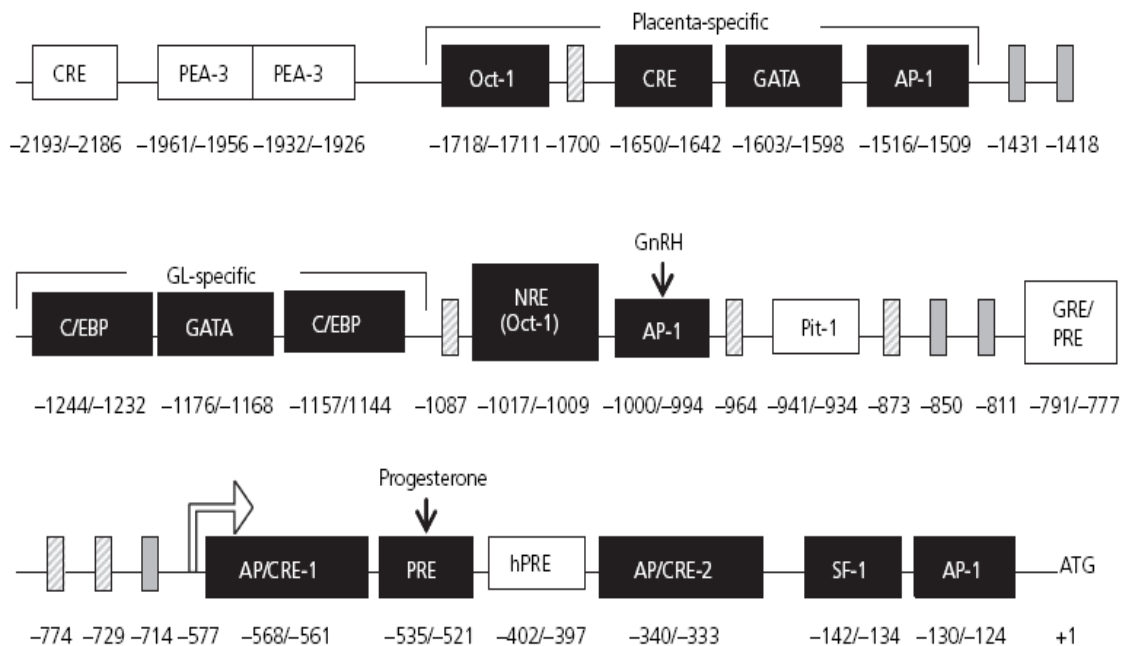 Placenta-specific
CRE PEA-3 PEA-3 Oct-1 CRE GATA AP-1
–2193/–2186 –1961/–1956 –1932/–1926 –1718/–1711 –1700 –1650/–1642 –1603/–1598 –1516/–1509 –1431 –1418
GnRH
GL-specific
C/EBP GATA C/EBP NRE (Oct-1) AP-1 Pit-1 GRE/ PRE
–1244/–1232 –1176/–1168 –1157/1144 –1087 –1017/–1009 –1000/–994 –964 –941/–934 –873 –850 –811 –791/–777
Progesterone
AP/CRE-1 PRE hPRE AP/CRE-2 SF-1 AP-1 ATG
–774 –729 –714 –577 –568/–561 –535/–521 –402/–397 –340/–333 –142/–134 –130/–124 +1